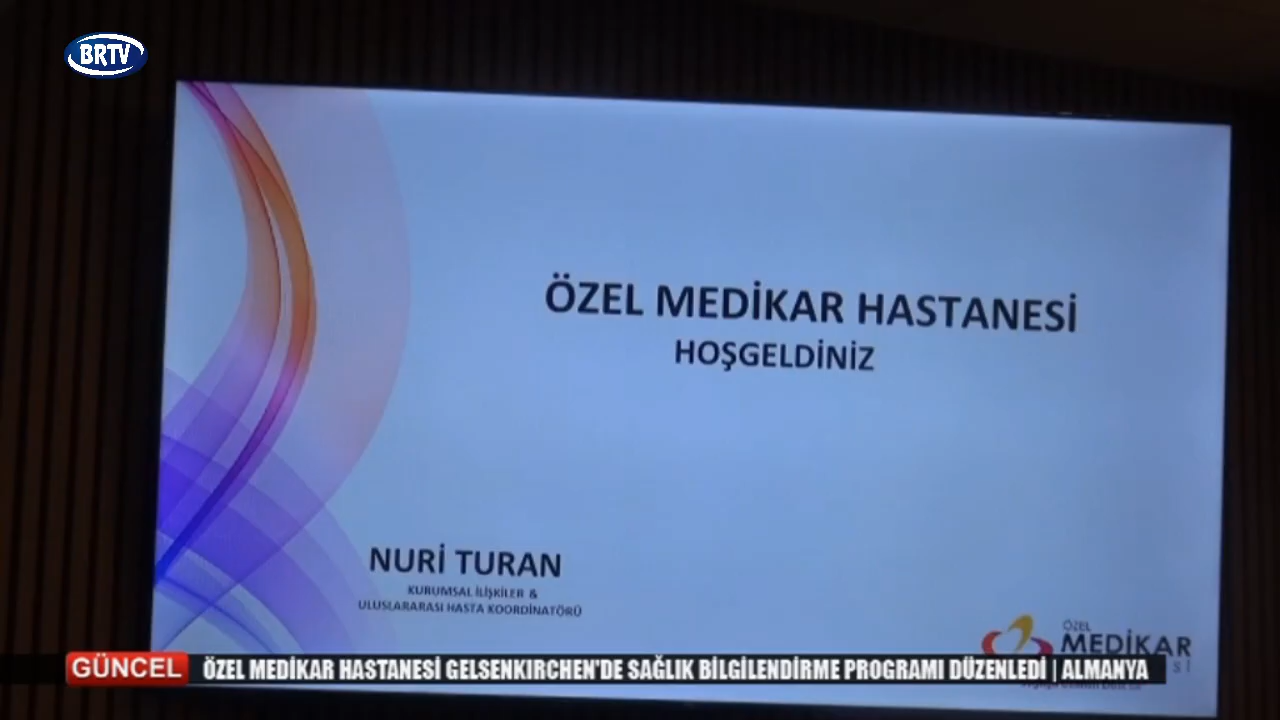 BRTV
ÖZEL MEDİKAR HASTANESİ
HOŞGELDİNİZ
NURİ TURAN
KURUMSAL İLİŞKİLER &
ULUSLARARASI HASTA KOORDİNATÖRÜ
ÖZEL
MEDİKAR
GÜNCEL ÖZEL MEDİKAR HASTANESİ GELSENKIRCHEN'DE SAĞLIK BİLGİLENDİRME PROGRAMI DÜZENLEDİ | ALMANYA